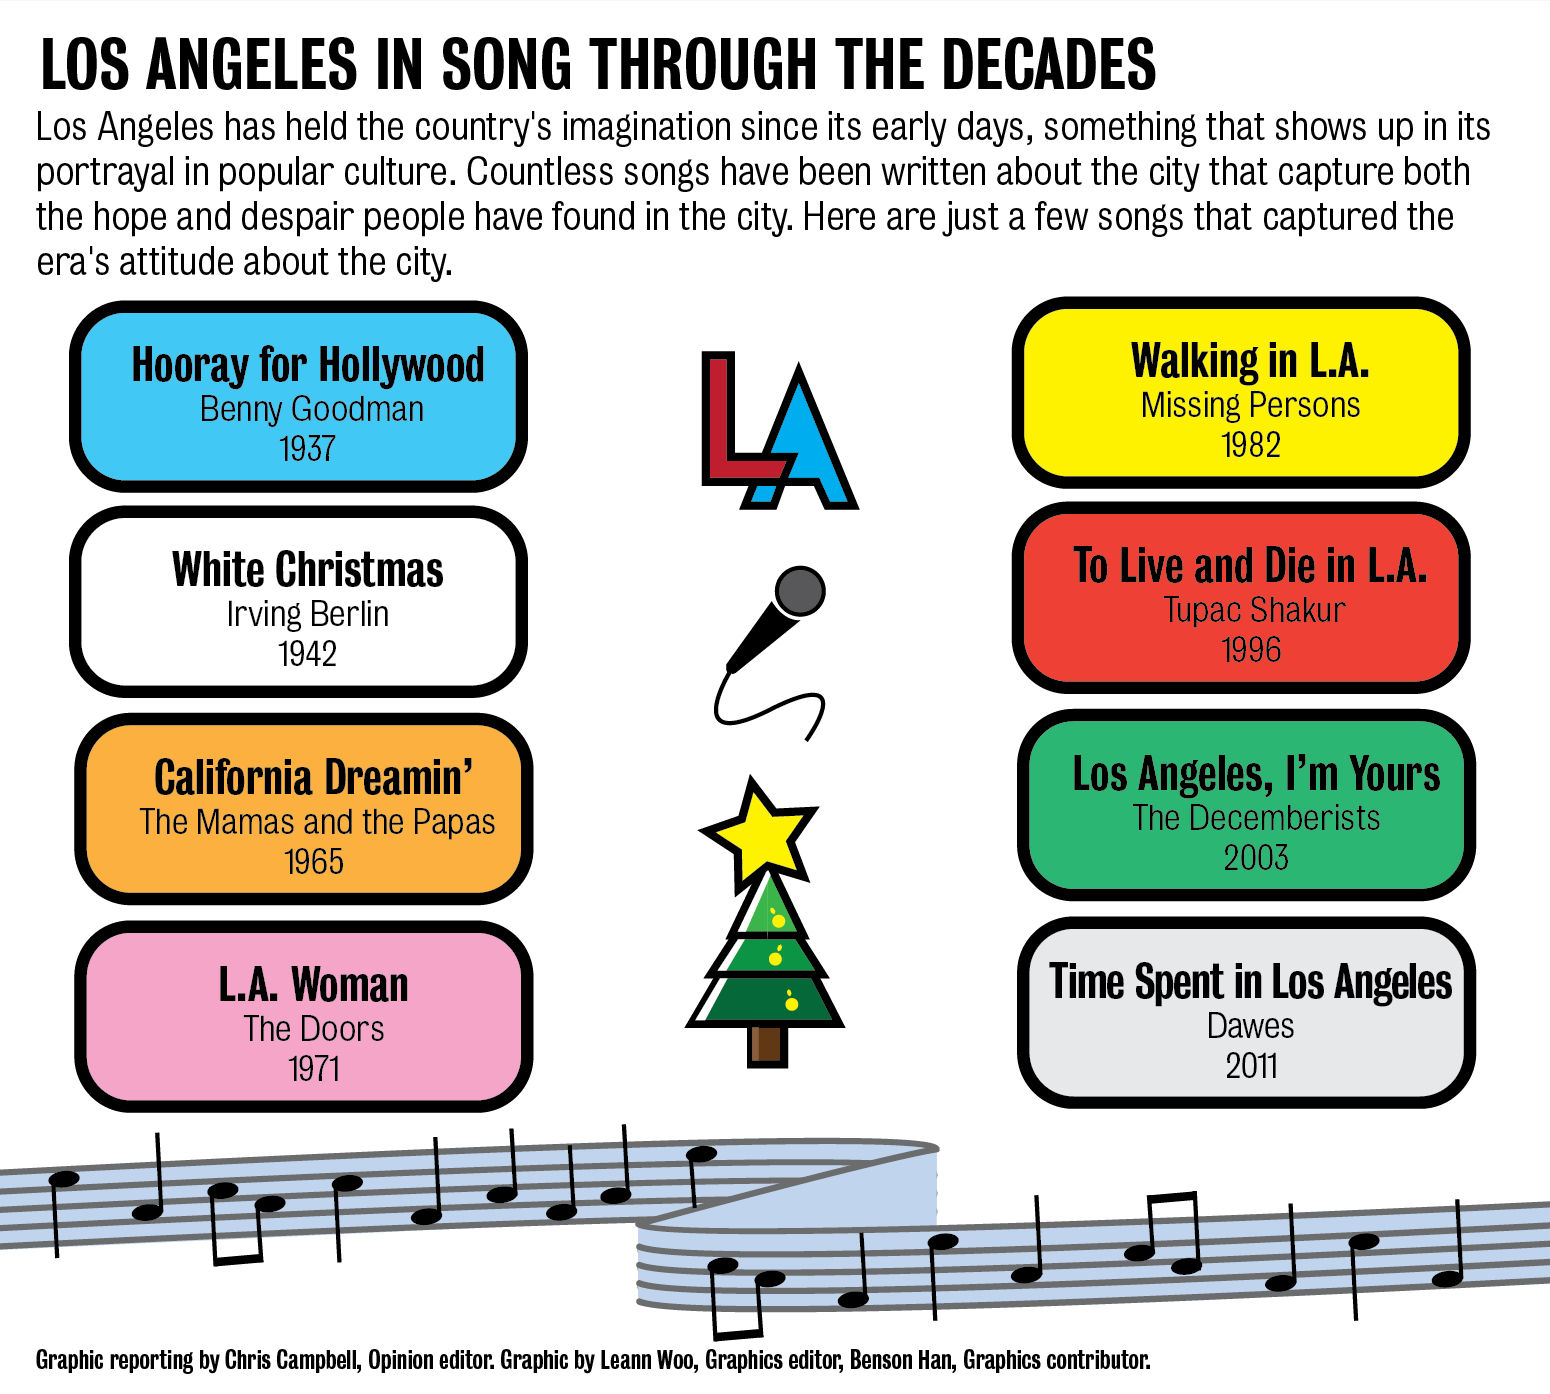 LOS ANGELES IN SONG THROUGH THE DECADES
Los Angeles has held the country's imagination since its early days, something that shows up in its
portrayal in popular culture. Countless songs have been written about the city that capture both
the hope and despair people have found in the city. Here are just a few songs that captured the
era's attitude about the city.
Hooray for Hollywood
Benny Goodman
1937
White Christmas
Irving Berlin
1942
California Dreamin’
The Mamas and the Papas
1965
L.A. Woman
The Doors
1971
LA
Walking in L.A.
Missing Persons
1982
To Live and Die in L.A.
Tupac Shakur
1996
Los Angeles, I’m Yours
The Decemberists
2003
Time Spent in Los Angeles
Dawes
2011
Graphic reporting by Chris Campbell, Opinion editor. Graphic by Leann Woo, Graphics editor, Benson Han, Graphics contributor.